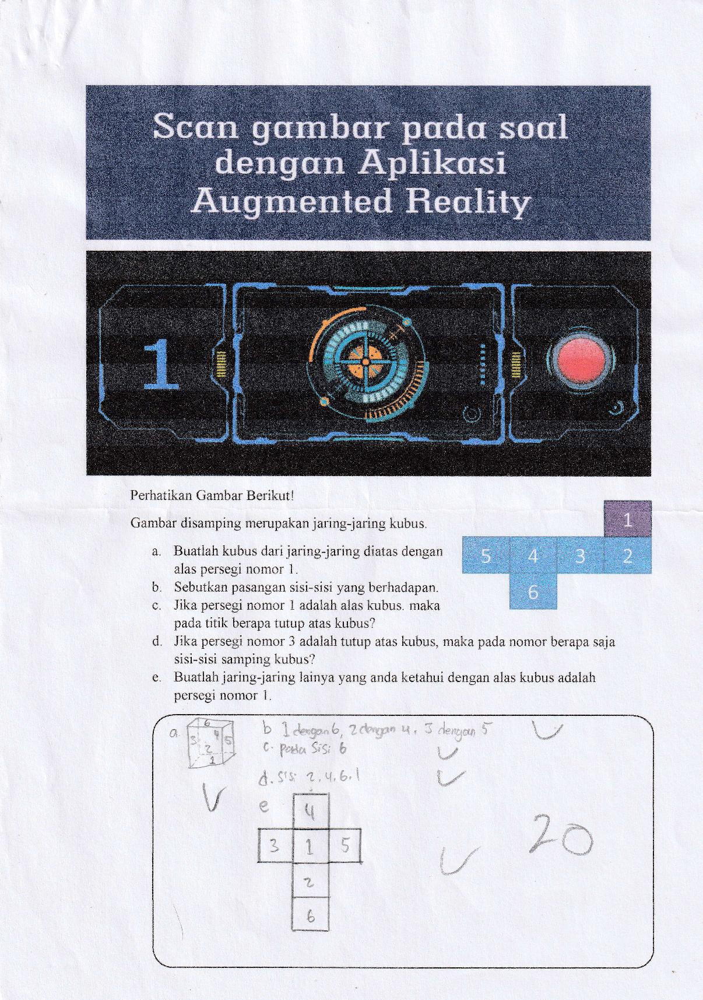 Scan gambar pada soal
dengan Aplikasi
Augmented Reality
1
Perhatikan Gambar Berikut!
Gambar disamping merupakan jaring-jaring kubus.
a. Buatlah kubus dari jaring-jaring diatas dengan
alas persegi nomor 1.
b. Sebutkan pasangan sisi-sisi yang berhadapan.
c. Jika persegi nomor 1 adalah alas kubus. maka
pada titik berapa tutup atas kubus?
d. Jika persegi nomor 3 adalah tutup atas kubus, maka pada nomor berapa saja
sisi-sisi samping kubus?
e. Buatlah jaring-jaring lainya yang anda ketahui dengan alas kubus adalah
persegi nomor 1.
1
5 4 3 2
6
a.
6
3 4 5
2
1
b 1 dengan 6, 2 dengan 4, 3 dengan 5
c. pada sisi 6
d. sisi 2, 4, 6, 1
e
4
3 1 5
2
6
20